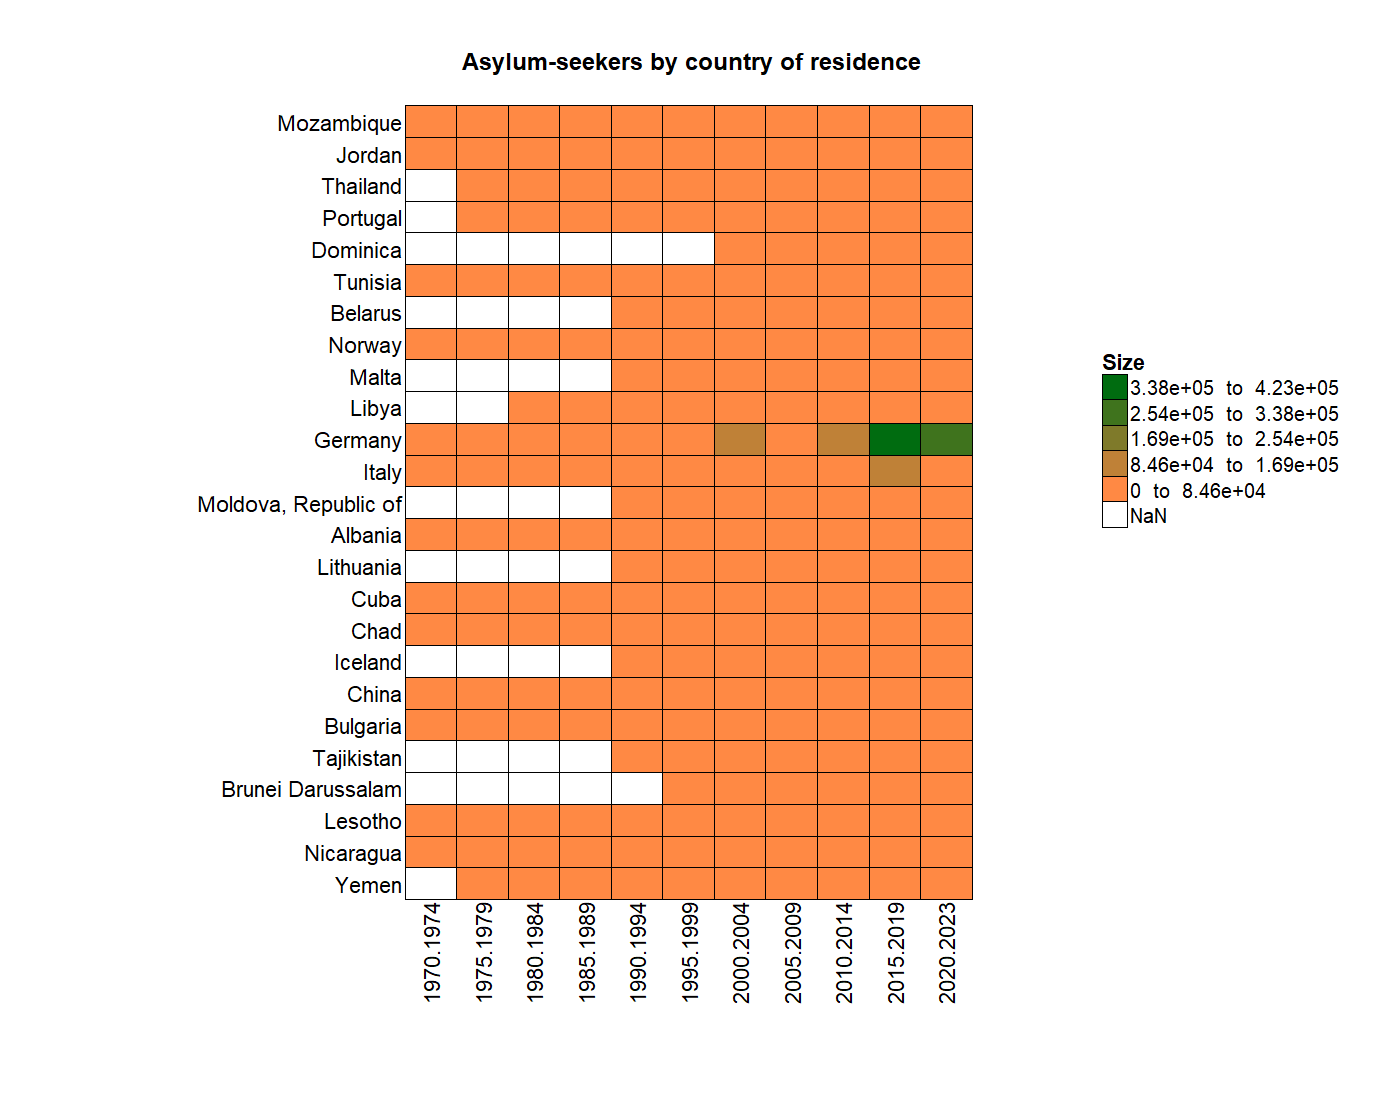 Asylum-seekers by country of residence
Mozambique
Jordan
Thailand
Portugal
Dominica
Tunisia
Belarus
Norway
Malta
Libya
Germany
Italy
Moldova, Republic of
Albania
Lithuania
Cuba
Chad
Iceland
China
Bulgaria
Tajikistan
Brunei Darussalam
Lesotho
Nicaragua
Yemen
1970.1974
1975.1979
1980.1984
1985.1989
1990.1994
1995.1999
2000.2004
2005.2009
2010.2014
2015.2019
2020.2023
Size
3.38e+05 to 4.23e+05
2.54e+05 to 3.38e+05
1.69e+05 to 2.54e+05
8.46e+04 to 1.69e+05
0 to 8.46e+04
NaN